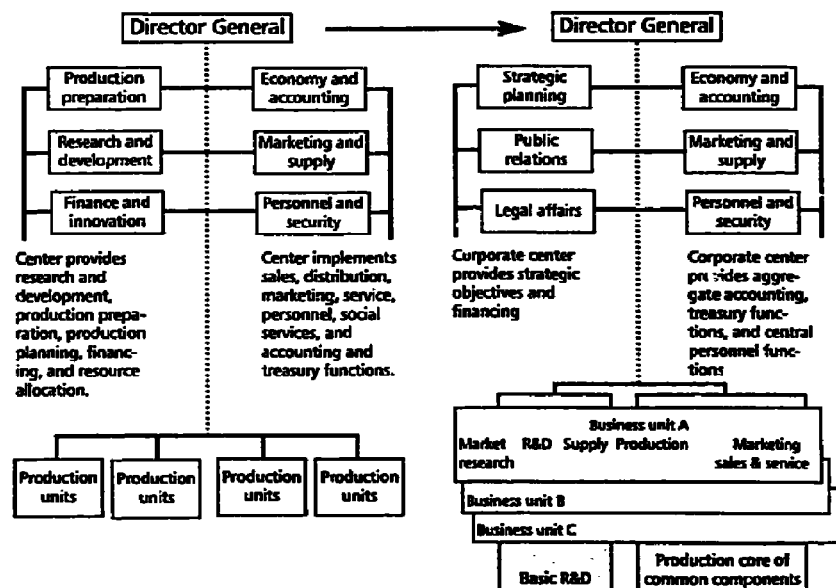 Director General
Director General
Production
preparation
Economy and
accounting
Research and
development
Marketing and
supply
Finance and
innovation
Personnel and
security
Center provides
research and
development,
production prepa-
ration, production
planning, financ-
ing, and resource
allocation.
Center implements
sales, distribution,
marketing, service,
personnel, social
services, and
accounting and
treasury functions.
Production
units
Production
units
Production
units
Production
units
Strategic
planning
Economy and
accounting
Public
relations
Marketing and
supply
Legal affairs
Personnel and
security
Corporate center
provides strategic
objectives and
financing
Corporate center
provides aggre-
gate accounting,
treasury func-
tions, and central
personnel func-
tions
Business unit A
Market
research
R&D
Supply
Production
Marketing
sales & service
Business unit B
Business unit C
Basic R&D
Production core of
common components